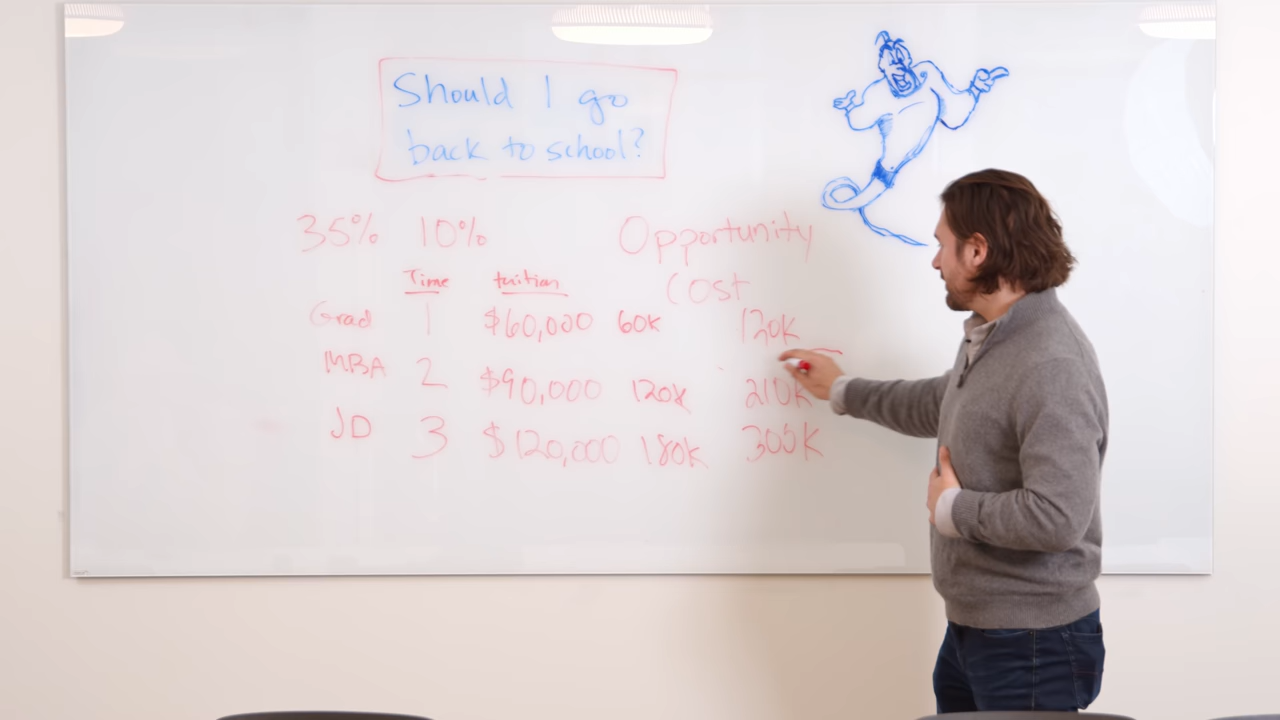 Should I go
back to school?
35% 10% Opportunity
Time tuition Cost
Grad 1 $60,000 60K 120K
MBA 2 $90,000 120K 210K
JD 3 $120,000 180K 300K